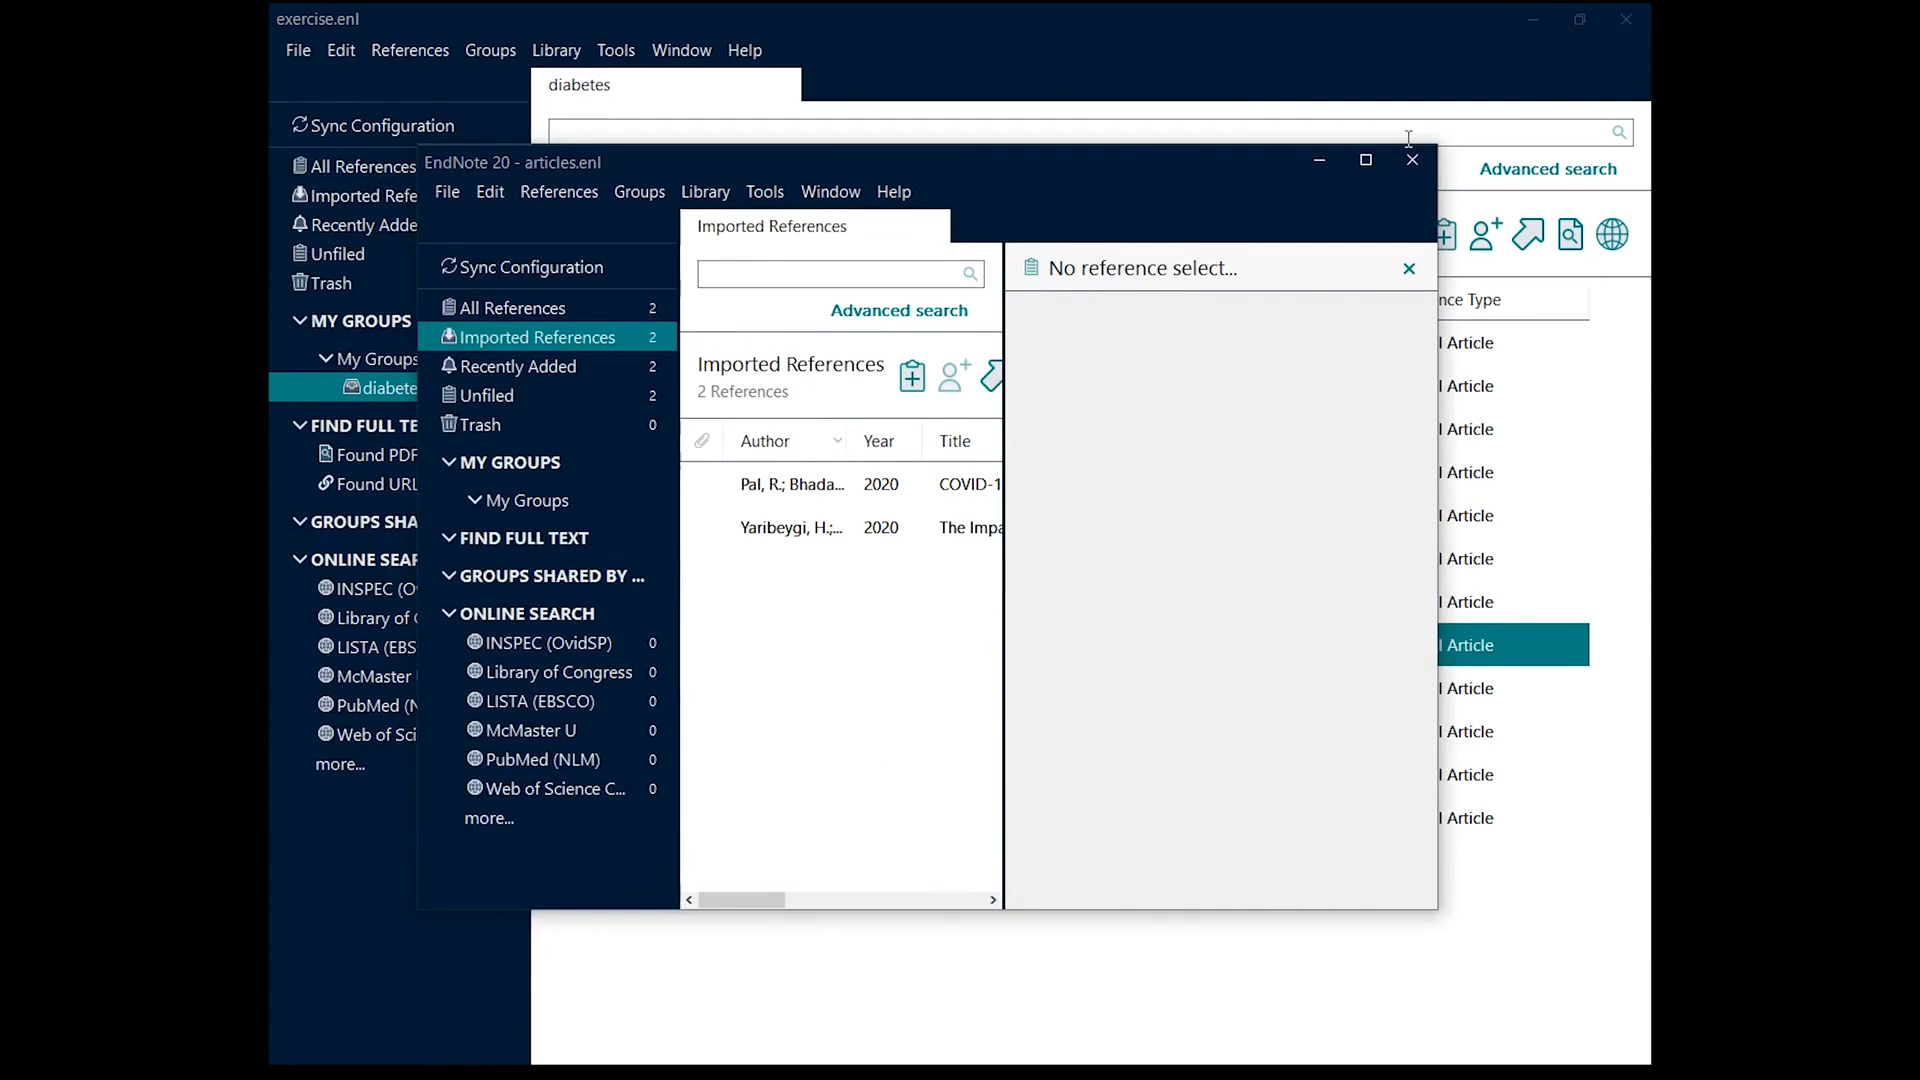 exercise.enl
File Edit References Groups Library Tools Window Help
diabetes
Sync Configuration
All References
Imported Refe
Recently Adde
Unfiled
Trash
MY GROUPS
My Groups
diabete
FIND FULL TE
Found PDF
Found URL
GROUPS SHA
ONLINE SEAR
INSPEC (O
Library of
LISTA (EBS
McMaster
PubMed (N
Web of Sci
more...
Advanced search
nce Type
l Article
l Article
l Article
l Article
l Article
l Article
l Article
l Article
l Article
l Article
l Article
l Article
EndNote 20 - articles.enl
File Edit References Groups Library Tools Window Help
Imported References
Sync Configuration
All References 2
Imported References 2
Recently Added 2
Unfiled 2
Trash 0
MY GROUPS
My Groups
FIND FULL TEXT
GROUPS SHARED BY ...
ONLINE SEARCH
INSPEC (OvidSP) 0
Library of Congress 0
LISTA (EBSCO) 0
McMaster U 0
PubMed (NLM) 0
Web of Science C... 0
more...
Advanced search
Imported References
2 References
Author Year Title
Pal, R.; Bhada... 2020 COVID-1
Yaribeygi, H.;... 2020 The Impa
No reference select...